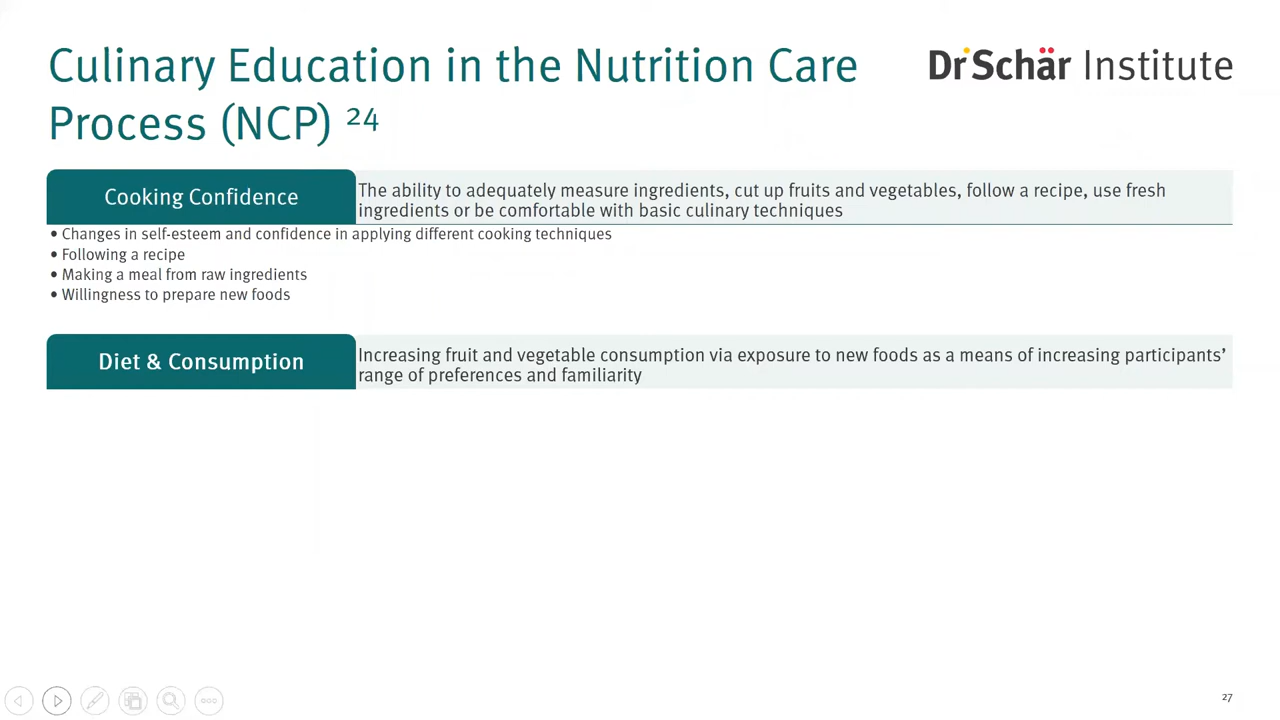 Culinary Education in the Nutrition Care
Process (NCP) 24
DrSchär Institute
Cooking Confidence
The ability to adequately measure ingredients, cut up fruits and vegetables, follow a recipe, use fresh
ingredients or be comfortable with basic culinary techniques
• Changes in self-esteem and confidence in applying different cooking techniques
• Following a recipe
• Making a meal from raw ingredients
• Willingness to prepare new foods
Diet & Consumption
Increasing fruit and vegetable consumption via exposure to new foods as a means of increasing participants’
range of preferences and familiarity
27